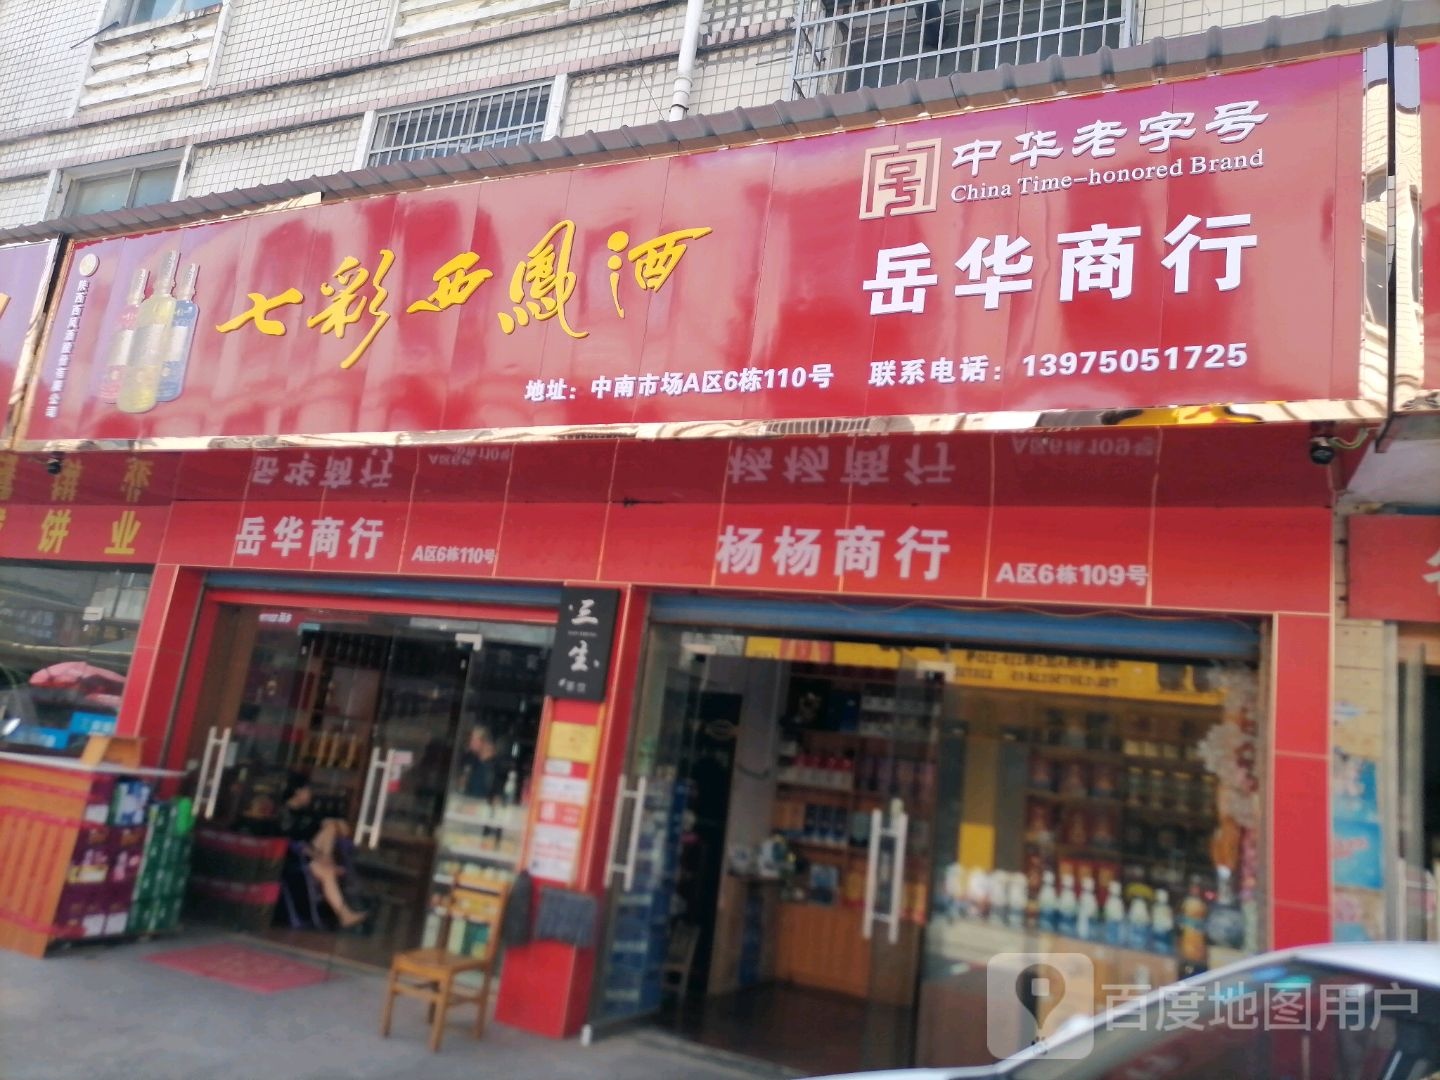 中华老字号
China Time-honored Brand
七彩西鳳酒
岳华商行
地址：中南市场A区6栋110号
联系电话：13975051725
饼业
岳华商行
A区6栋110号
杨杨商行
A区6栋109号
三生
百度地图用户